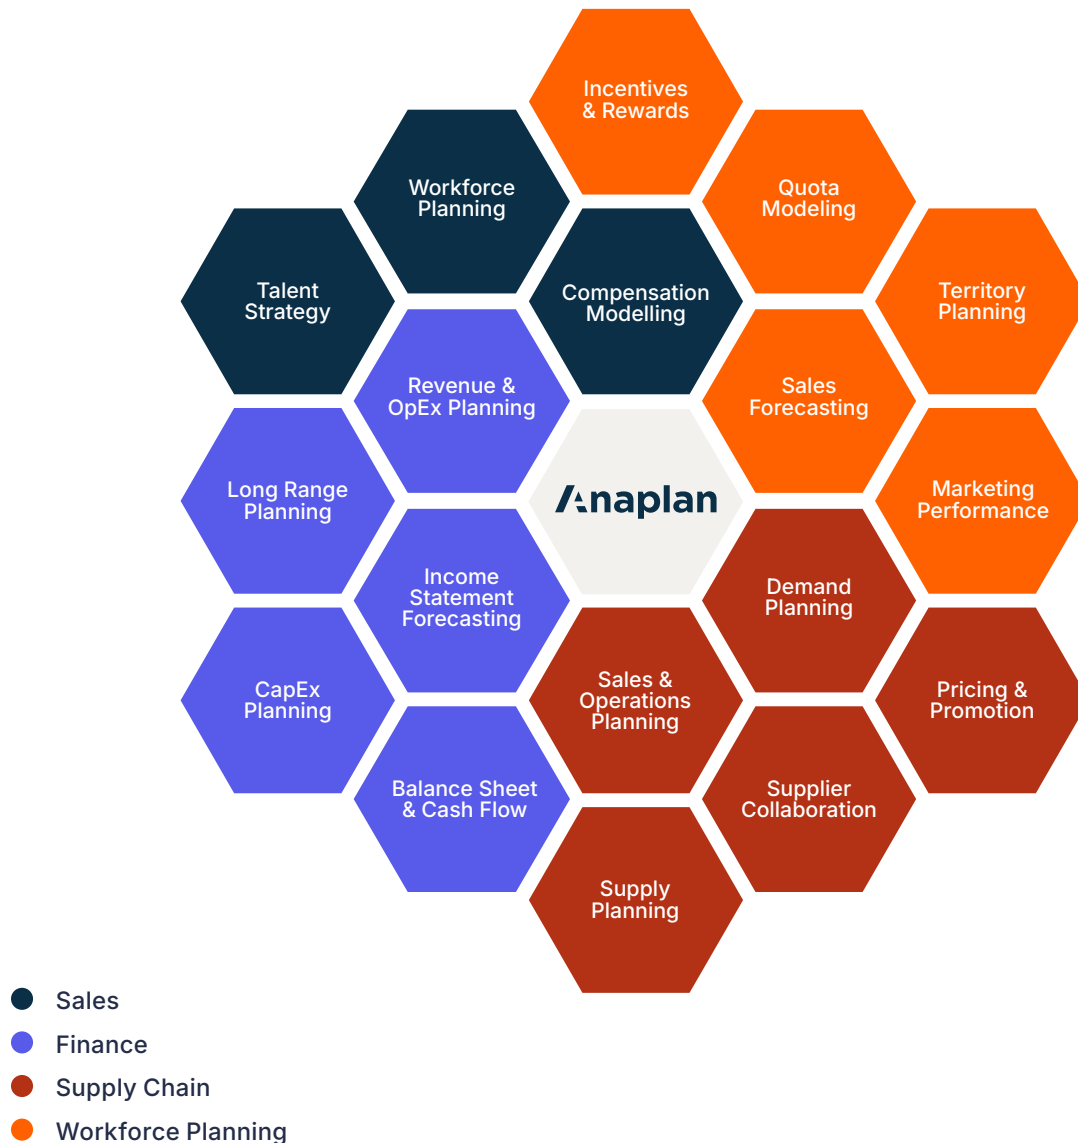 Incentives
& Rewards
Workforce
Planning
Quota
Modeling
Talent
Strategy
Compensation
Modelling
Territory
Planning
Revenue &
OpEx Planning
Sales
Forecasting
Long Range
Planning
Anaplan
Marketing
Performance
Income
Statement
Forecasting
Demand
Planning
CapEx
Planning
Sales &
Operations
Planning
Pricing &
Promotion
Balance Sheet
& Cash Flow
Supplier
Collaboration
Supply
Planning
Sales
Finance
Supply Chain
Workforce Planning